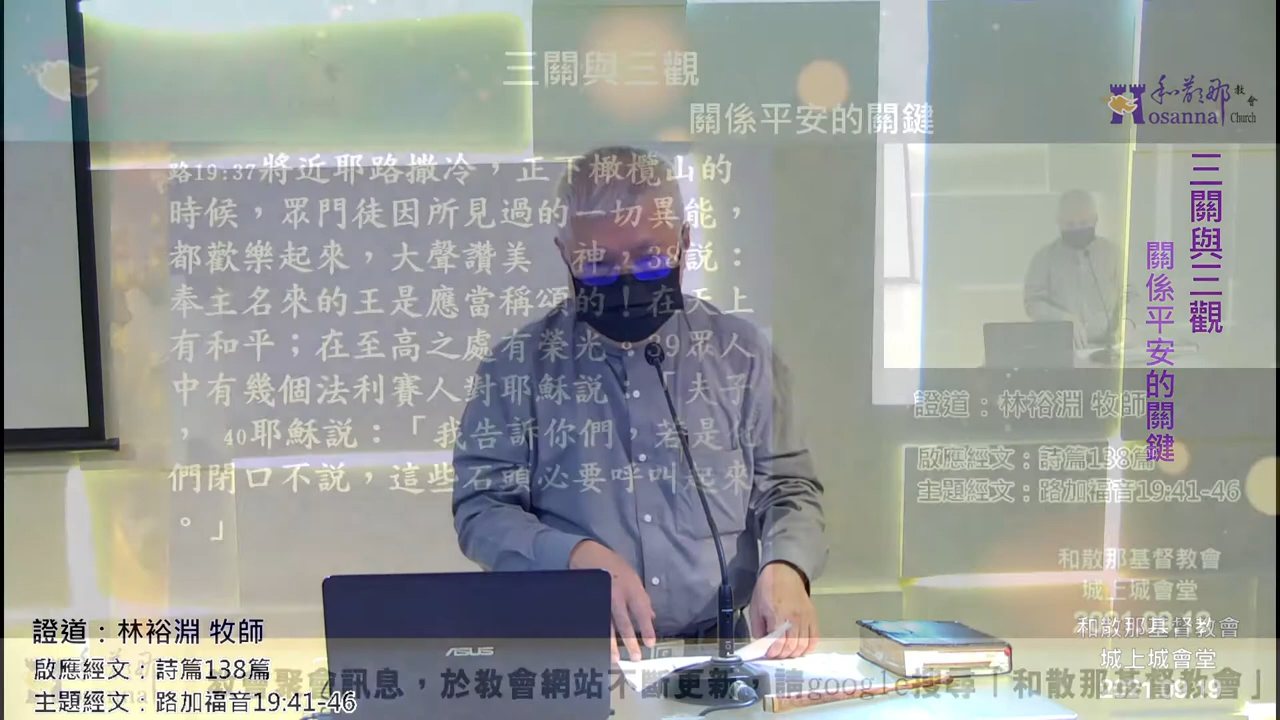 三關與三觀
關係平安的關鍵
和散那教會
Hosanna Church
路19:37將近耶路撒冷，正下橄欖山的
時候，眾門徒因所見過的一切異能，
都歡樂起來，大聲讚美 神，38說：
奉主名來的王是應當稱頌的！在天上
有和平；在至高之處有榮光。39眾人
中有幾個法利賽人對耶穌說：「夫子
， 40耶穌說：「我告訴你們，若是他
們閉口不說，這些石頭必要呼叫起來
。」
三關與三觀
關係平安的關鍵
證道：林裕淵 牧師
啟應經文：詩篇138篇
主題經文：路加福音19:41-46
和散那基督教會
城上城會堂
2021.09.19
和散那基督教會
城上城會堂
2021.09.19
ASUS
證道：林裕淵 牧師
啟應經文：詩篇138篇
主題經文：路加福音19:41-46
聚會訊息，於教會網站不斷更新，請google搜尋「和散那基督教會」